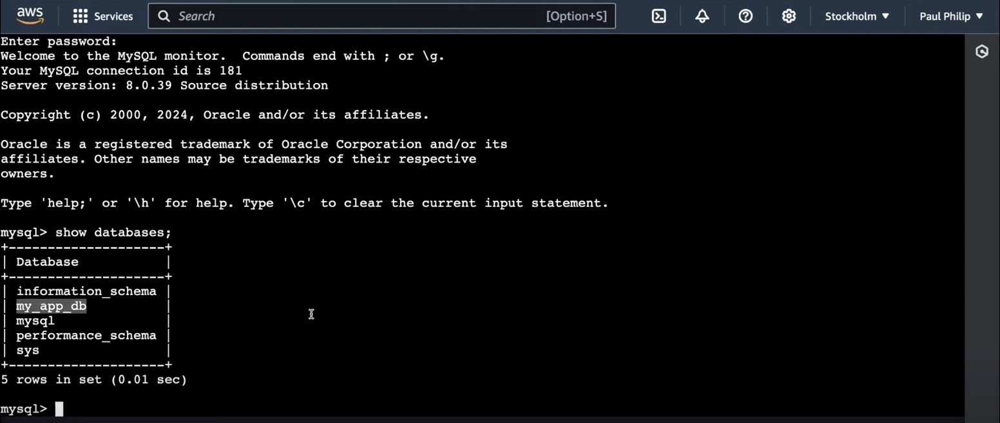 aws Services Search [Option+S] Stockholm ▼ Paul Philip ▼
Enter password:
Welcome to the MySQL monitor.  Commands end with ; or \g.
Your MySQL connection id is 181
Server version: 8.0.39 Source distribution

Copyright (c) 2000, 2024, Oracle and/or its affiliates.

Oracle is a registered trademark of Oracle Corporation and/or its
affiliates. Other names may be trademarks of their respective
owners.

Type 'help;' or '\h' for help. Type '\c' to clear the current input statement.

mysql> show databases;
+--------------------+
| Database           |
+--------------------+
| information_schema |
| my_app_db          |
| mysql              |
| performance_schema |
| sys                |
+--------------------+
5 rows in set (0.01 sec)

mysql>